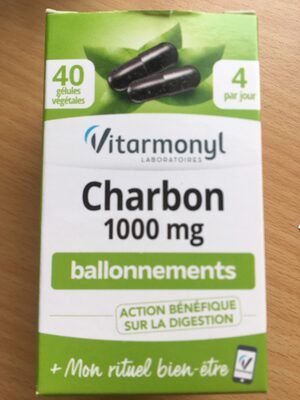 40
gélules
végétales
4
par jour
Vitarmonyl
LABORATOIRES
Charbon
1000 mg
ballonnements
ACTION BÉNÉFIQUE
SUR LA DIGESTION
+ Mon rituel bien-être